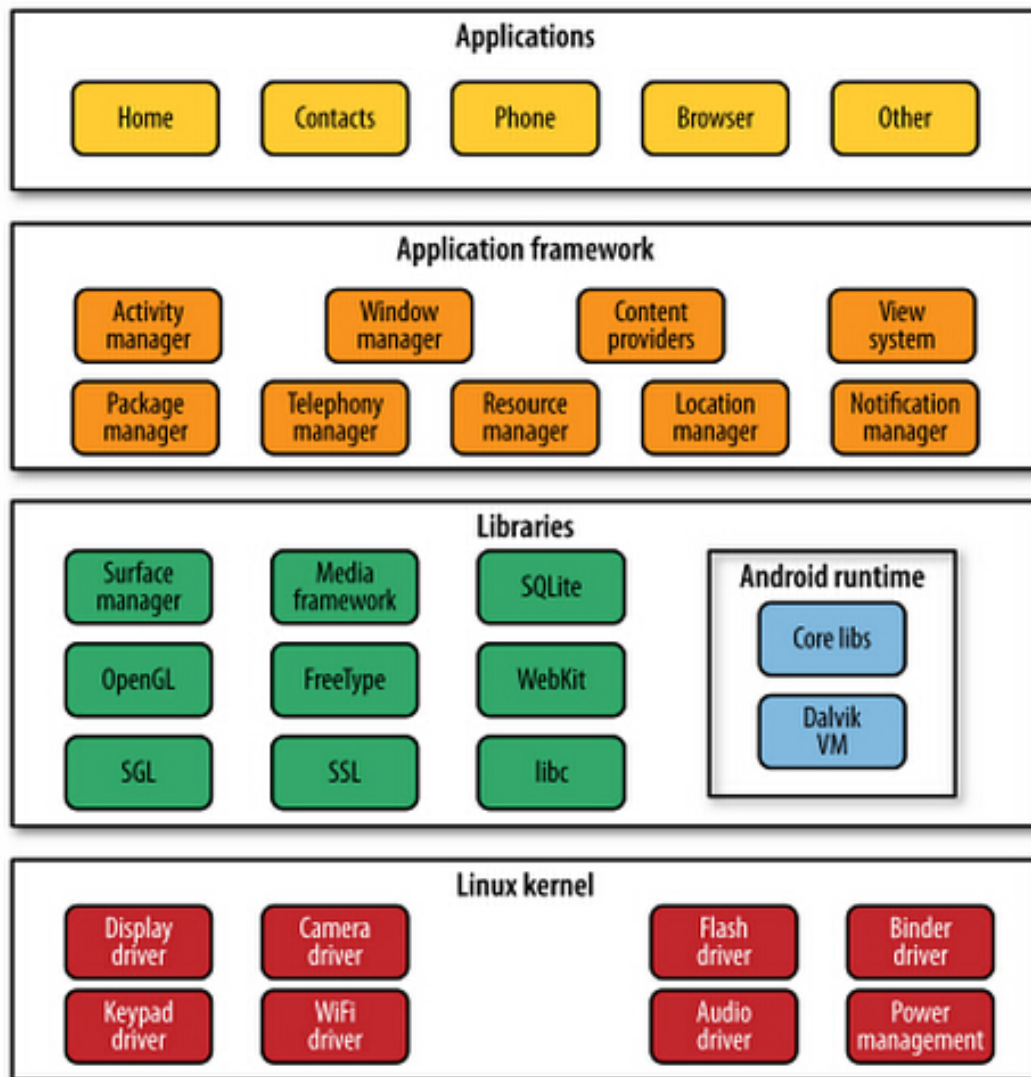 Applications
Home Contacts Phone Browser Other
Application framework
Activity
manager
Window
manager
Content
providers
View
system
Package
manager
Telephony
manager
Resource
manager
Location
manager
Notification
manager
Libraries
Surface
manager
Media
framework
SQLite
Android runtime
Core libs
OpenGL
FreeType
WebKit
Dalvik
VM
SGL
SSL
libc
Linux kernel
Display
driver
Camera
driver
Flash
driver
Binder
driver
Keypad
driver
WiFi
driver
Audio
driver
Power
management